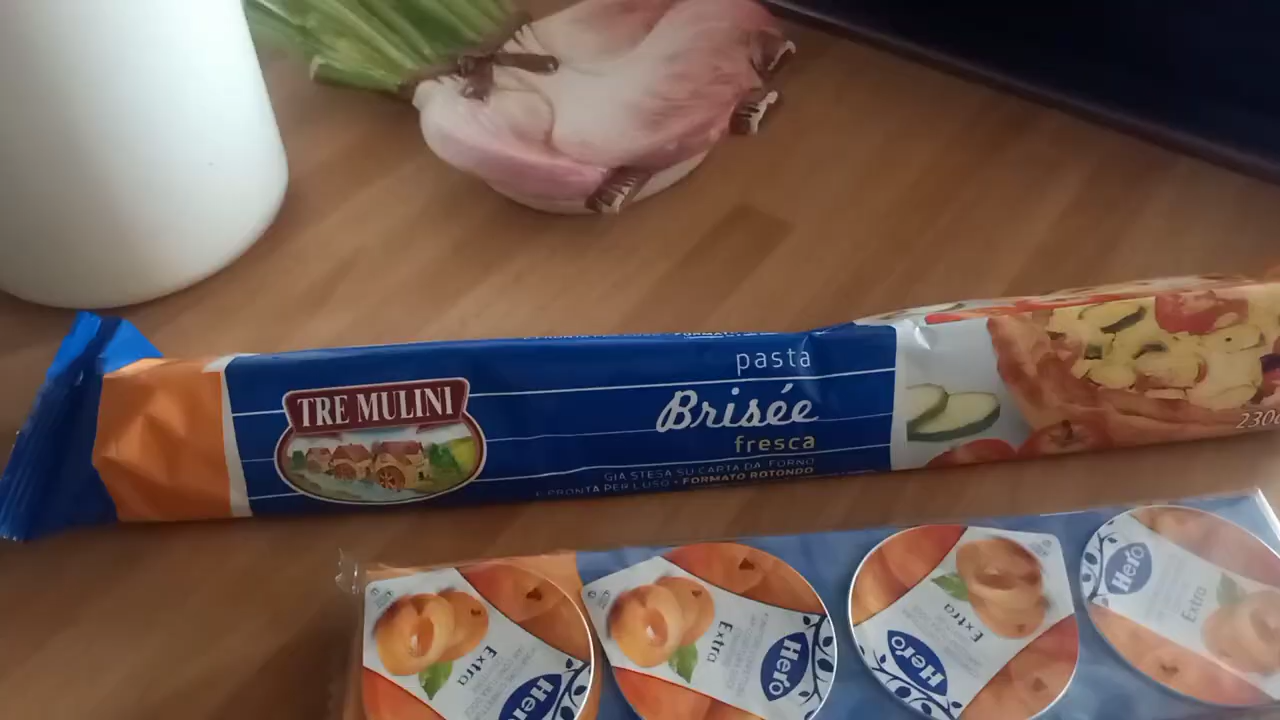 TRE MULINI
pasta
Brisée
fresca
GIÀ STESA SU CARTA DA FORNO
E PRONTA PER L'USO • FORMATO ROTONDO
230
Extra
Hero
Extra
Hero
Extra
Hero
Extra
Hero